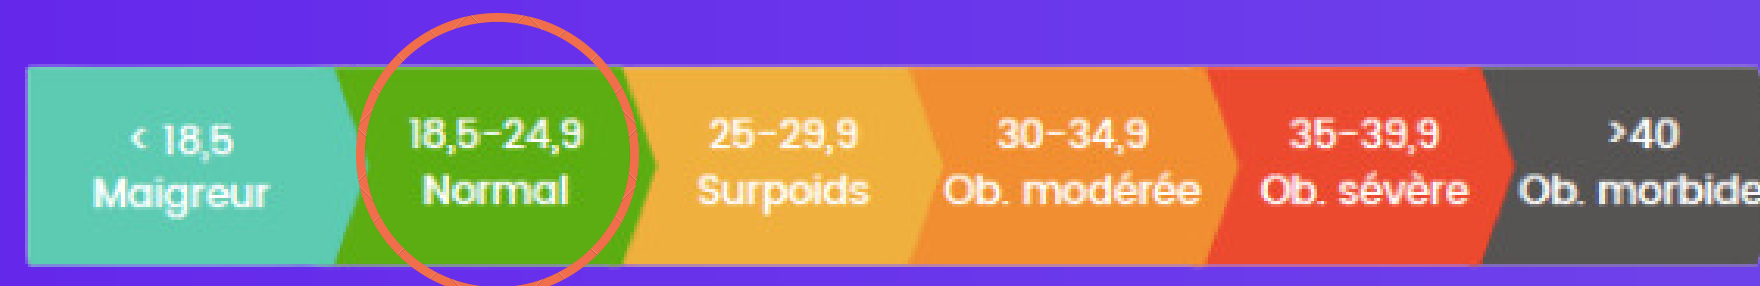 < 18,5
Maigreur
18,5-24,9
Normal
25-29,9
Surpoids
30-34,9
Ob. modérée
35-39,9
Ob. sévère
>40
Ob. morbide